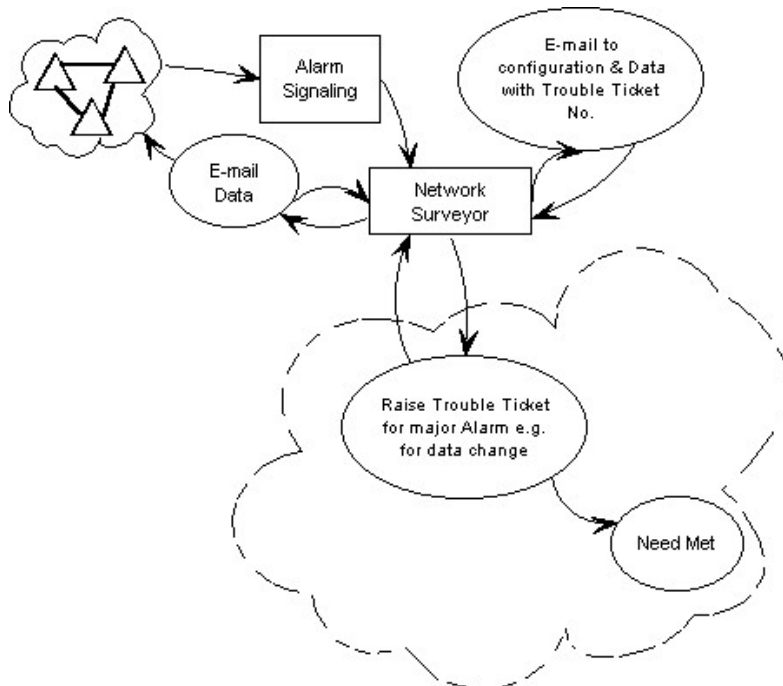 Alarm
Signaling
E-mail to
configuration & Data
with Trouble Ticket
No.
E-mail
Data
Network
Surveyor
Raise Trouble Ticket
for major Alarm e.g.
for data change
Need Met